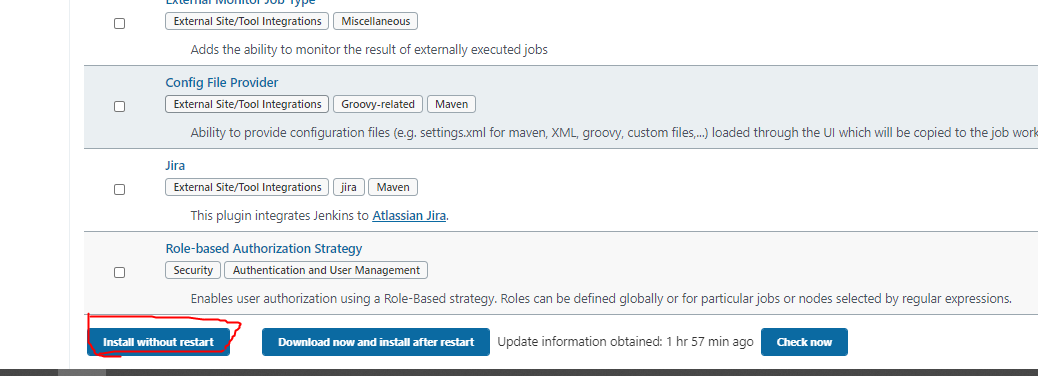 External Monitor Job Type
External Site/Tool Integrations Miscellaneous
Adds the ability to monitor the result of externally executed jobs
Config File Provider
External Site/Tool Integrations Groovy-related Maven
Ability to provide configuration files (e.g. settings.xml for maven, XML, groovy, custom files,...) loaded through the UI which will be copied to the job work
Jira
External Site/Tool Integrations jira Maven
This plugin integrates Jenkins to Atlassian Jira.
Role-based Authorization Strategy
Security Authentication and User Management
Enables user authorization using a Role-Based strategy. Roles can be defined globally or for particular jobs or nodes selected by regular expressions.
Install without restart Download now and install after restart Update information obtained: 1 hr 57 min ago Check now